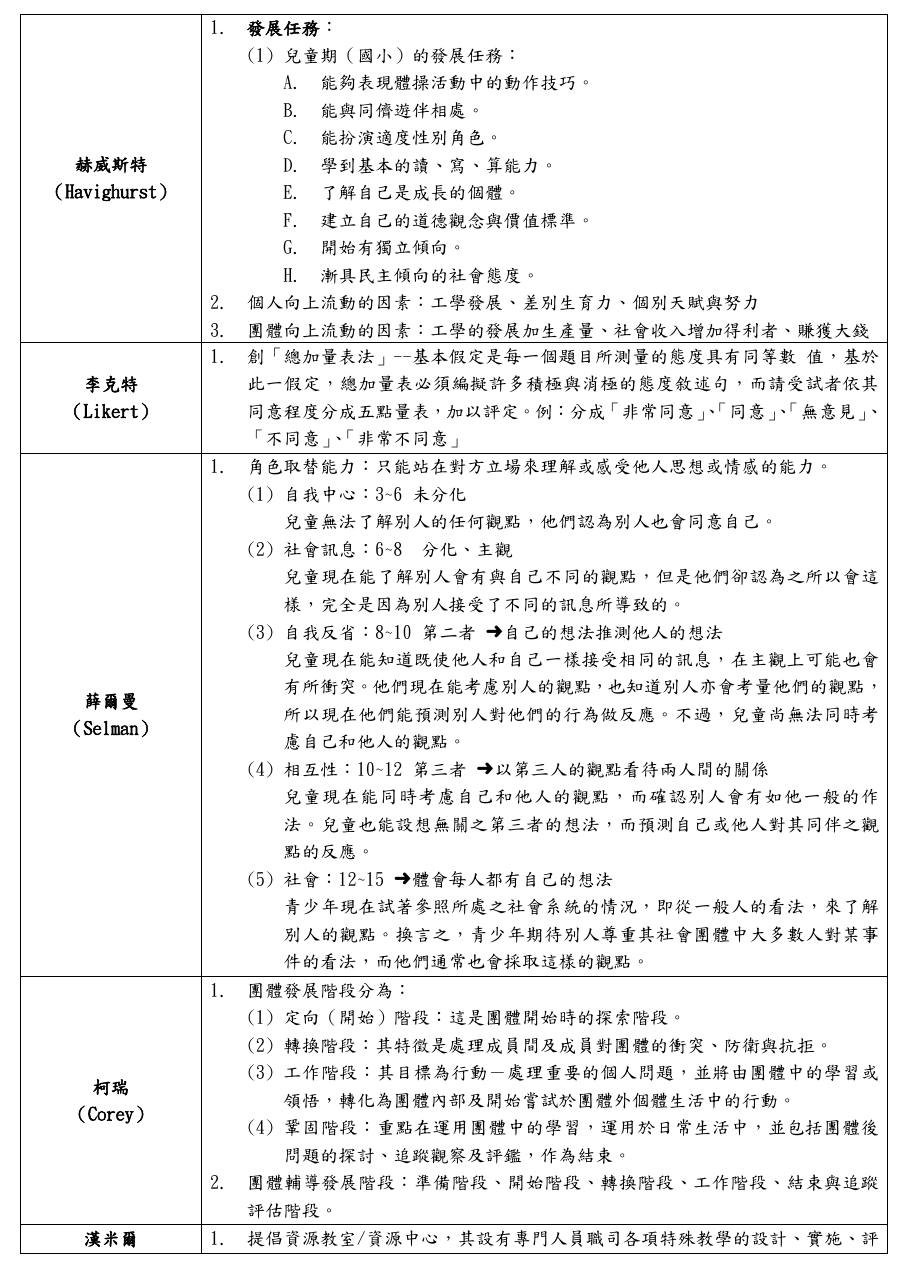 赫威斯特
（Havighurst）
1. 發展任務：
(1) 兒童期（國小）的發展任務：
A. 能夠表現體操活動中的動作技巧。
B. 能與同儕遊伴相處。
C. 能扮演適度性別角色。
D. 學到基本的讀、寫、算能力。
E. 了解自己是成長的個體。
F. 建立自己的道德觀念與價值標準。
G. 開始有獨立傾向。
H. 漸具民主傾向的社會態度。
2. 個人向上流動的因素：工學發展、差別生育力、個別天賦與努力
3. 團體向上流動的因素：工學的發展加生產量、社會收入增加得利者、賺獲大錢
李克特
（Likert）
1. 創「總加量表法」--基本假定是每一個題目所測量的態度具有同等數 值，基於
此一假定，總加量表必須編擬許多積極與消極的態度敘述句，而請受試者依其
同意程度分成五點量表，加以評定。例：分成「非常同意」、「同意」、「無意見」、
「不同意」、「非常不同意」
薛爾曼
（Selman）
1. 角色取替能力：只能站在對方立場來理解或感受他人思想或情感的能力。
(1) 自我中心：3~6 未分化
兒童無法了解別人的任何觀點，他們認為別人也會同意自己。
(2) 社會訊息：6~8 分化、主觀
兒童現在能了解別人會有與自己不同的觀點，但是他們卻認為之所以會這
樣，完全是因為別人接受了不同的訊息所導致的。
(3) 自我反省：8~10 第二者 ➜自己的想法推測他人的想法
兒童現在能知道既使他人和自己一樣接受相同的訊息，在主觀上可能也會
有所衝突。他們現在能考慮別人的觀點，也知道別人亦會考量他們的觀點，
所以現在他們能預測別人對他們的行為做反應。不過，兒童尚無法同時考
慮自己和他人的觀點。
(4) 相互性：10~12 第三者 ➜以第三人的觀點看待兩人間的關係
兒童現在能同時考慮自己和他人的觀點，而確認別人會有如他一般的作
法。兒童也能設想無關之第三者的想法，而預測自己或他人對其同伴之觀
點的反應。
(5) 社會：12~15 ➜體會每人都有自己的想法
青少年現在試著參照所處之社會系統的情況，即從一般人的看法，來了解
別人的觀點。換言之，青少年期待別人尊重其社會團體中大多數人對某事
件的看法，而他們通常也會採取這樣的觀點。
柯瑞
（Corey）
1. 團體發展階段分為：
(1) 定向（開始）階段：這是團體開始時的探索階段。
(2) 轉換階段：其特徵是處理成員間及成員對團體的衝突、防衛與抗拒。
(3) 工作階段：其目標為行動－處理重要的個人問題，並將由團體中的學習或
領悟，轉化為團體內部及開始嘗試於團體外個體生活中的行動。
(4) 鞏固階段：重點在運用團體中的學習，運用於日常生活中，並包括團體後
問題的探討、追蹤觀察及評鑑，作為結束。
2. 團體輔導發展階段：準備階段、開始階段、轉換階段、工作階段、結束與追蹤
評估階段。
漢米爾
1. 提倡資源教室/資源中心，其設有專門人員職司各項特殊教學的設計、實施、評